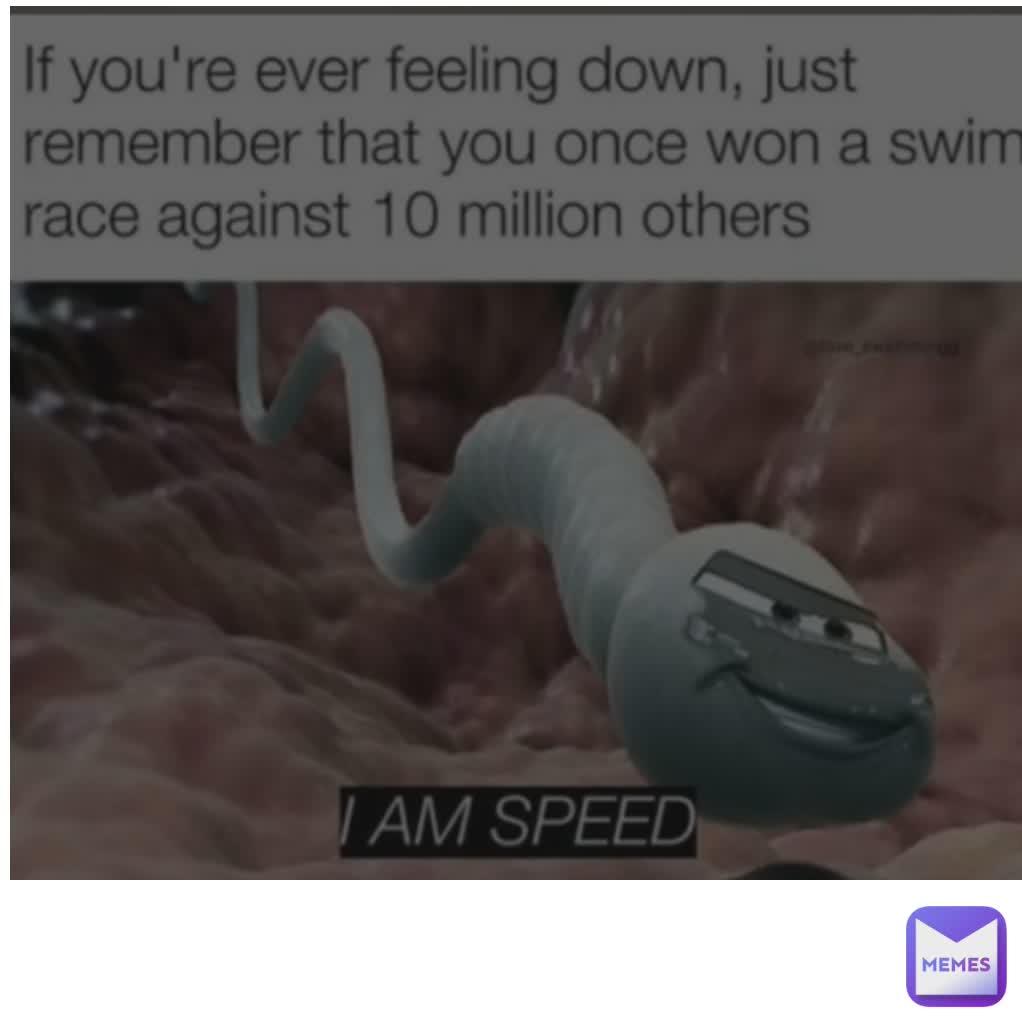 If you're ever feeling down, just
remember that you once won a swim
race against 10 million others
I AM SPEED
MEMES